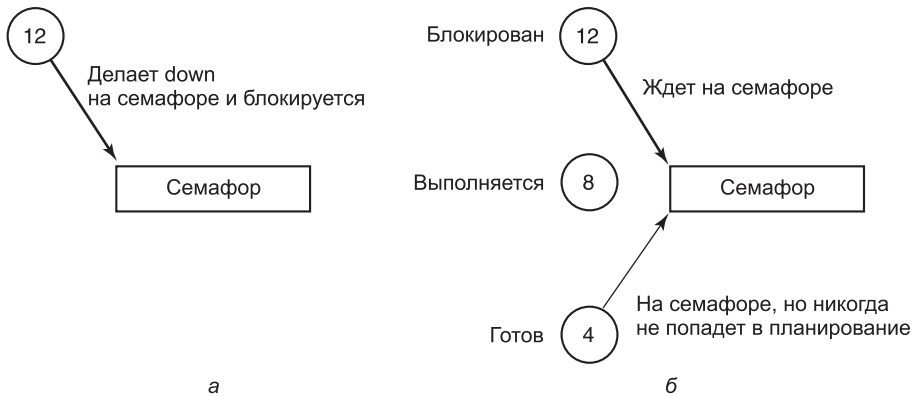 12
Делает down
на семафоре и блокируется
Семафор
а
Блокирован
12
Ждет на семафоре
Выполняется
8
Семафор
На семафоре, но никогда
не попадет в планирование
Готов
4
б